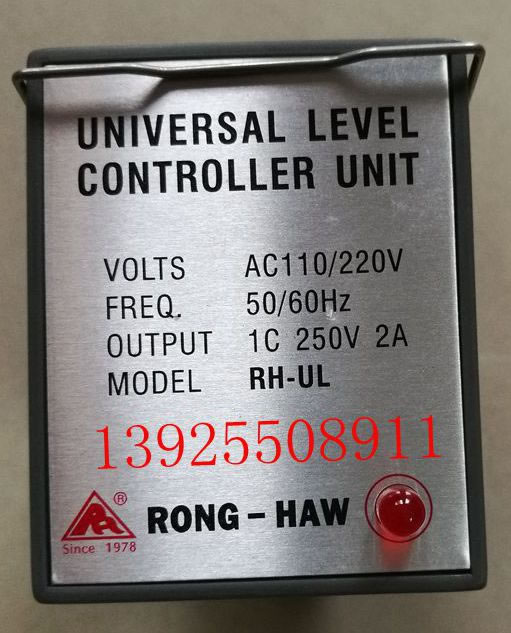 UNIVERSAL LEVEL
CONTROLLER UNIT
VOLTS AC110/220V
FREQ. 50/60Hz
OUTPUT 1C 250V 2A
MODEL RH-UL
13925508911
® RONG-HAW
Since 1978